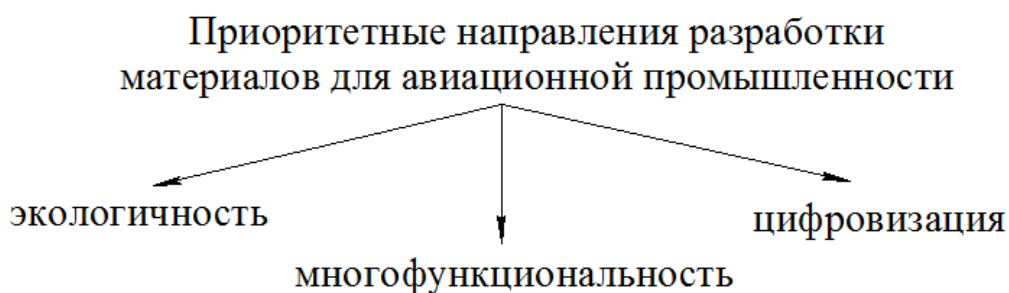 Приоритетные направления разработки
материалов для авиационной промышленности
экологичность
цифровизация
многофункциональность